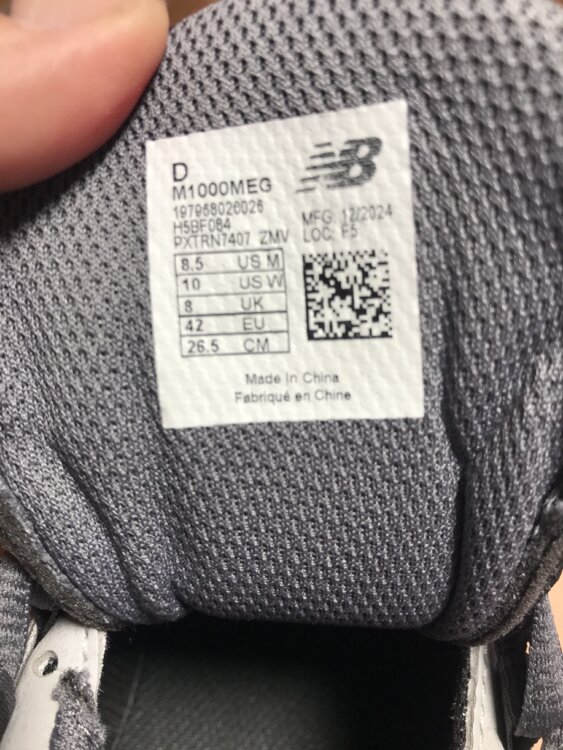 D
M1000MEG
197968026026
H5BF084
PXTRN7407 ZMV
MFG: 12/2024
LOC: F5
8.5 US M
10 US W
8 UK
42 EU
26.5 CM
Made In China
Fabriqué en Chine